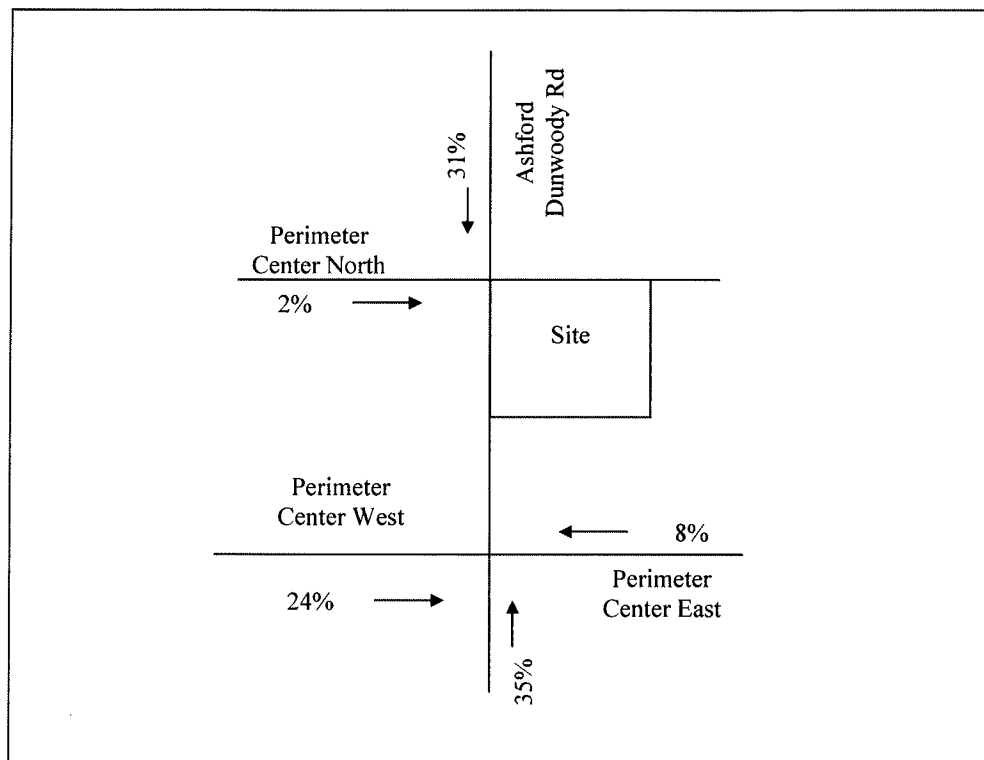 31%
Ashford
Dunwoody Rd
Perimeter
Center North
2%
Site
Perimeter
Center West
8%
24%
Perimeter
Center East
35%